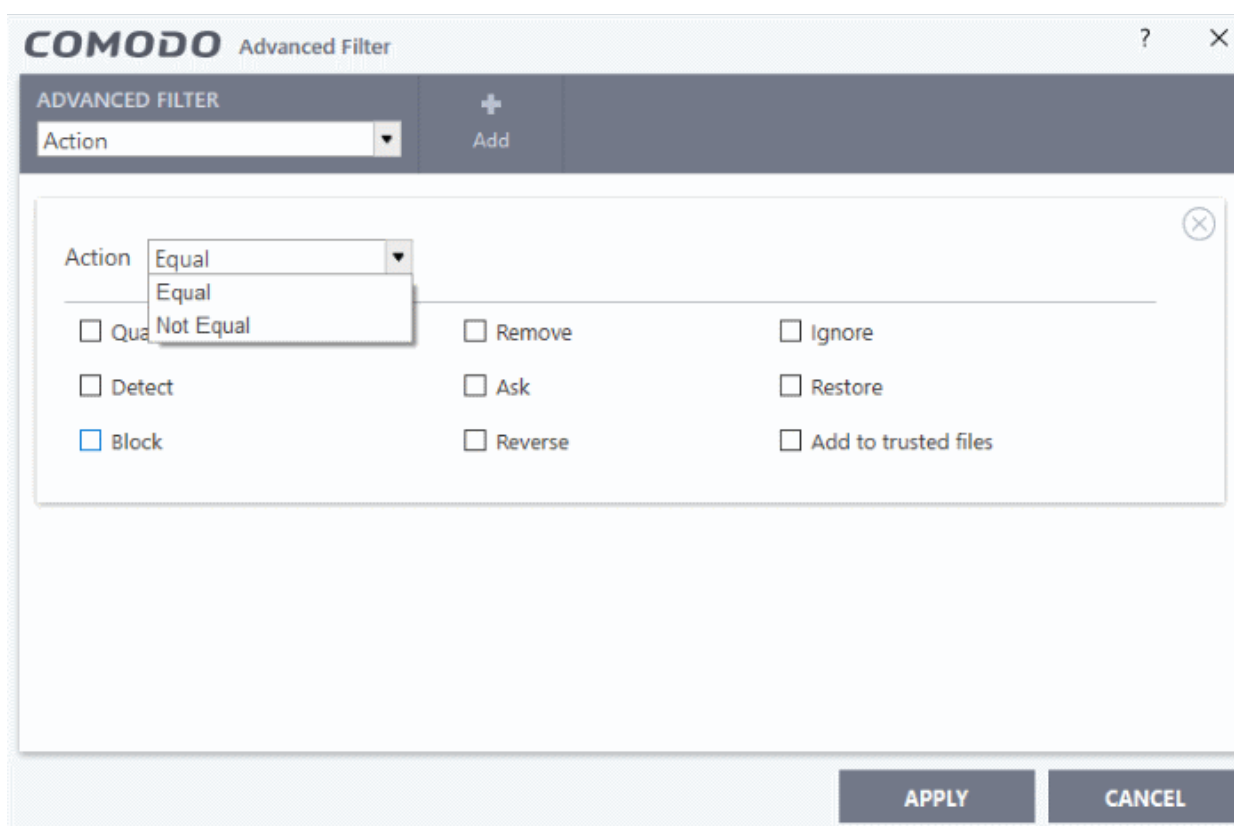 COMODO Advanced Filter ?
ADVANCED FILTER
Action
Add
Action Equal
Equal
Not Equal
Remove Ignore
Detect Ask Restore
Block Reverse Add to trusted files
APPLY CANCEL